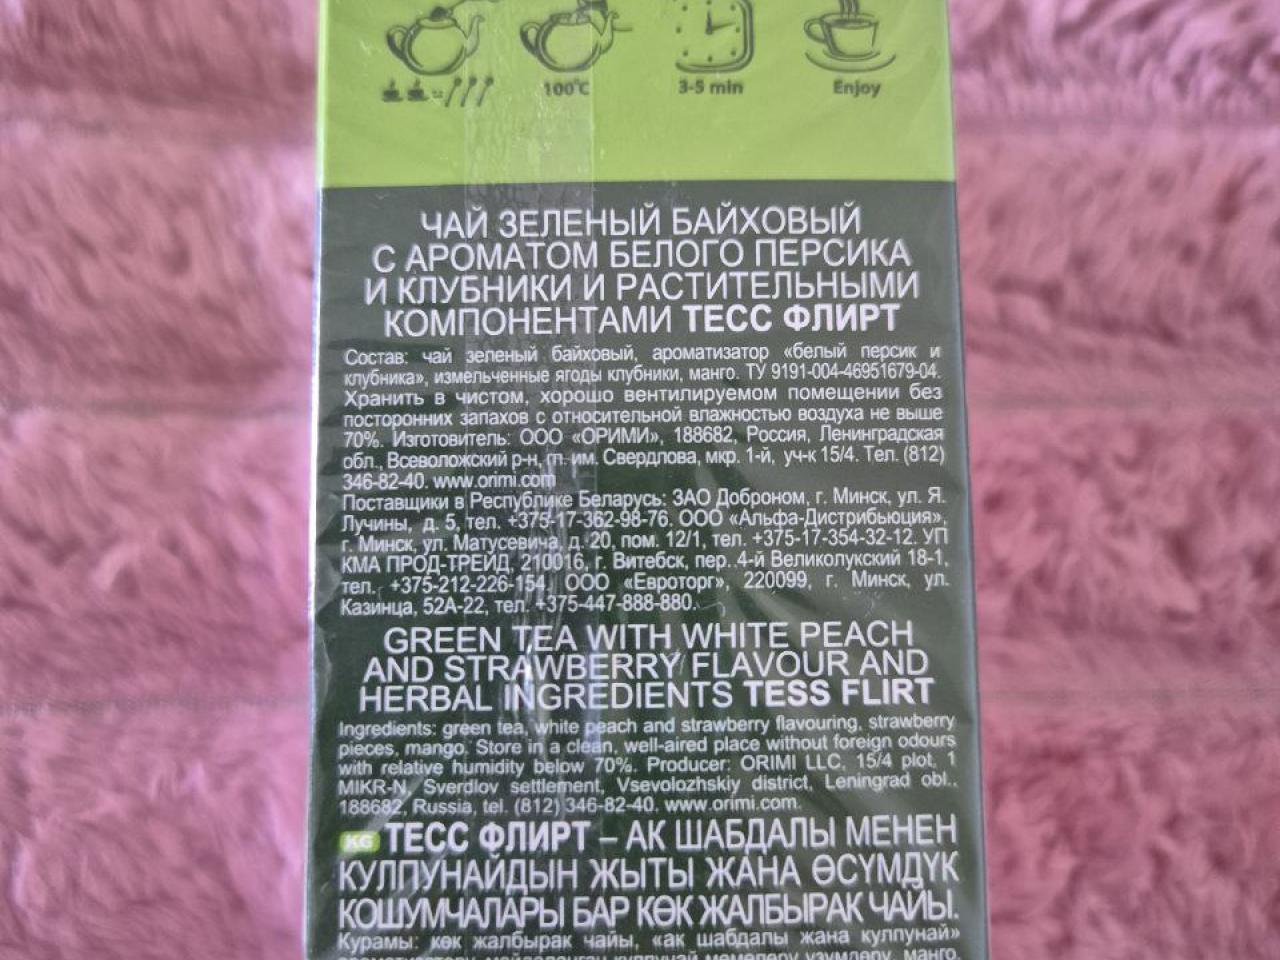 100°C
3-5 min
Enjoy
ЧАЙ ЗЕЛЕНЫЙ БАЙХОВЫЙ
С АРОМАТОМ БЕЛОГО ПЕРСИКА
И КЛУБНИКИ И РАСТИТЕЛЬНЫМИ
КОМПОНЕНТАМИ ТЕСС ФЛИРТ
Состав: чай зеленый байховый, ароматизатор «белый персик и
клубника», измельченные ягоды клубники, манго. ТУ 9191-004-46951679-04.
Хранить в чистом, хорошо вентилируемом помещении без
посторонних запахов с относительной влажностью воздуха не выше
70%. Изготовитель: ООО «ОРИМИ», 188682, Россия, Ленинградская
обл., Всеволожский р-н, гп. им. Свердлова, мкр. 1-й, уч-к 15/4. Тел. (812)
346-82-40. www.orimi.com
Поставщики в Республике Беларусь: ЗАО Доброном, г. Минск, ул. Я.
Лучины, д. 5, тел. +375-17-362-98-76. ООО «Альфа-Дистрибьюция»,
г. Минск, ул. Матусевича, д. 20, пом. 12/1, тел. +375-17-354-32-12. УП
КМА ПРОД-ТРЕЙД, 210016, г. Витебск, пер. 4-й Великолукский 18-1,
тел. +375-212-226-154, ООО «Евроторг», 220099, г. Минск, ул.
Казинца, 52А-22, тел. +375-447-888-880.
GREEN TEA WITH WHITE PEACH
AND STRAWBERRY FLAVOUR AND
HERBAL INGREDIENTS TESS FLIRT
Ingredients: green tea, white peach and strawberry flavouring, strawberry
pieces, mango. Store in a clean, well-aired place without foreign odours
with relative humidity below 70%. Producer: ORIMI LLC, 15/4 plot, 1
MIKR-N, Sverdlov settlement, Vsevolozhskiy district, Leningrad obl.,
188682, Russia, tel. (812) 346-82-40. www.orimi.com.
KG ТЕСС ФЛИРТ – АК ШАБДАЛЫ МЕНЕН
КУЛПУНАЙДЫН ЖЫТЫ ЖАНА ӨСҮМДҮК
КОШУМЧАЛАРЫ БАР КӨК ЖАЛБЫРАК ЧАЙЫ.
Курамы: көк жалбырак чайы, «ак шабдалы жана кулпунай»